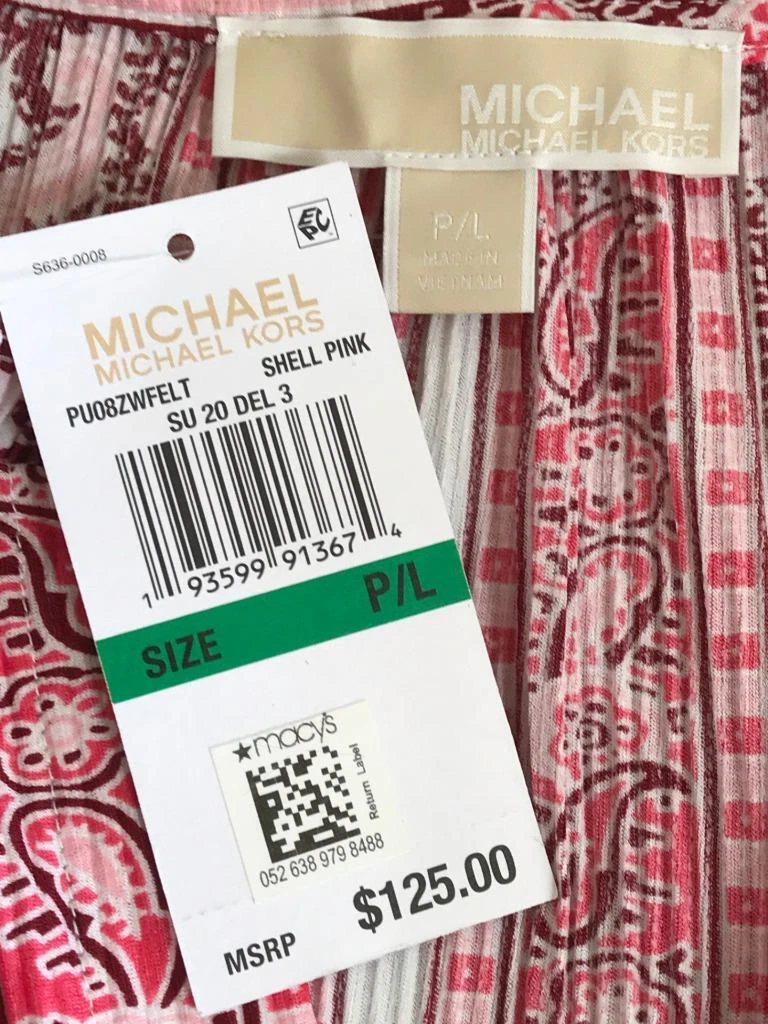 MICHAEL
MICHAEL KORS
P/L
MADE IN
VIETNAM
EPC
S636-0008
MICHAEL
MICHAEL KORS
PU08ZWFELT SHELL PINK
SU 20 DEL 3
1 93599 91367 4
SIZE P/L
★macy's
Return Label
052 638 979 8488
MSRP $125.00